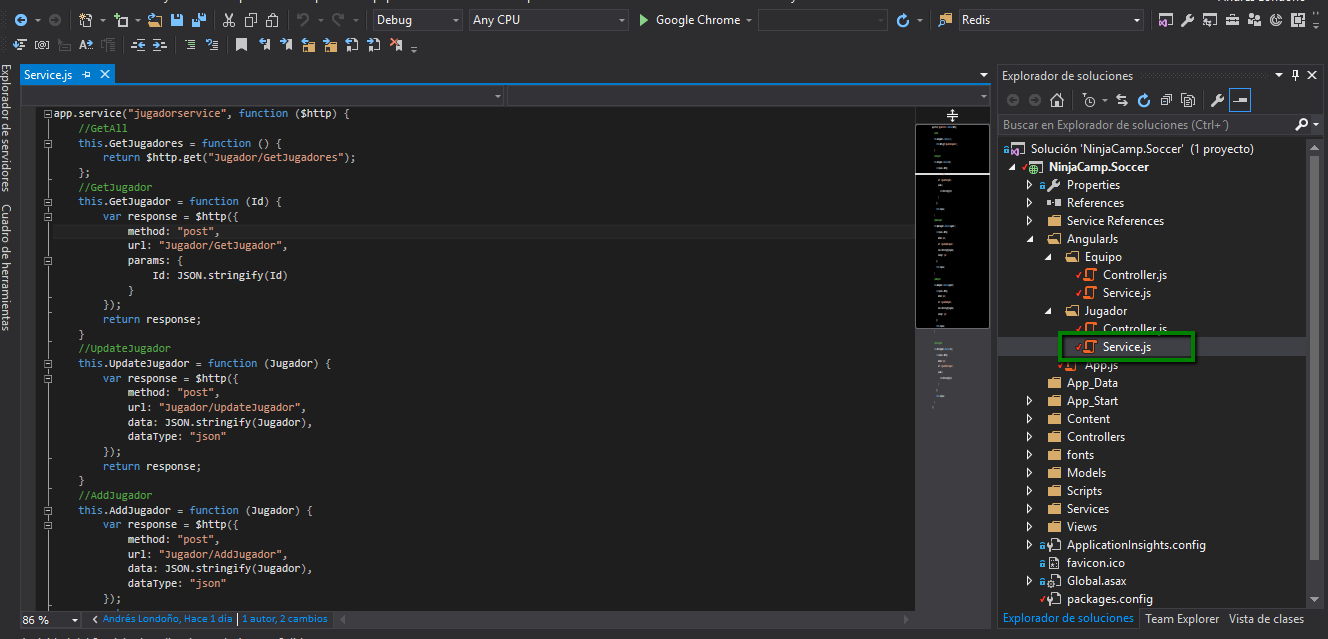 Debug
Any CPU
Google Chrome
Redis
Explorador de servidores
Cuadro de herramientas
Service.js
app.service("jugadorservice", function ($http) {
//GetAll
this.GetJugadores = function () {
return $http.get("Jugador/GetJugadores");
};
//GetJugador
this.GetJugador = function (Id) {
var response = $http({
method: "post",
url: "Jugador/GetJugador",
params: {
Id: JSON.stringify(Id)
}
});
return response;
}
//UpdateJugador
this.UpdateJugador = function (Jugador) {
var response = $http({
method: "post",
url: "Jugador/UpdateJugador",
data: JSON.stringify(Jugador),
dataType: "json"
});
return response;
}
//AddJugador
this.AddJugador = function (Jugador) {
var response = $http({
method: "post",
url: "Jugador/AddJugador",
data: JSON.stringify(Jugador),
dataType: "json"
});
86 %
Andrés Londoño, Hace 1 día | 1 autor, 2 cambios
Explorador de soluciones
Buscar en Explorador de soluciones (Ctrl+´)
Solución 'NinjaCamp.Soccer' (1 proyecto)
NinjaCamp.Soccer
Properties
References
Service References
AngularJs
Equipo
Controller.js
Service.js
Jugador
Controller.js
Service.js
App.js
App_Data
App_Start
Content
Controllers
fonts
Models
Scripts
Services
Views
ApplicationInsights.config
favicon.ico
Global.asax
packages.config
Explorador de soluciones
Team Explorer
Vista de clases